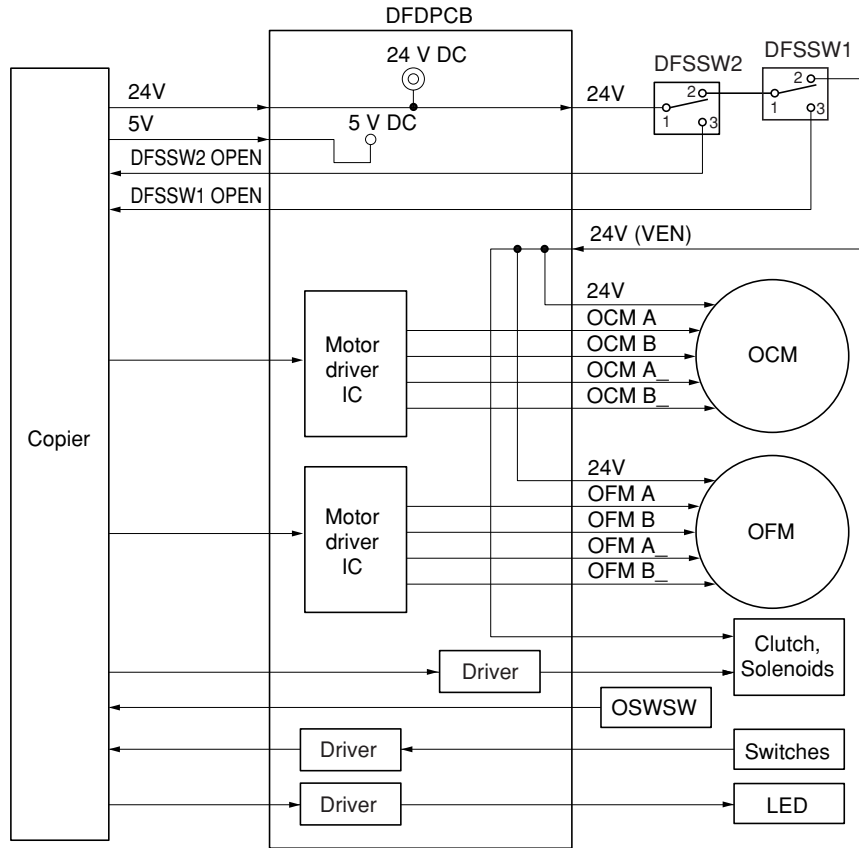 DFDPCB
24 V DC
DFSSW2
DFSSW1
24V
24V
2
1
3
2
1
3
5V
5 V DC
DFSSW2 OPEN
DFSSW1 OPEN
24V (VEN)
24V
OCM A
OCM B
OCM A_
OCM B_
Motor
driver
IC
OCM
Copier
24V
OFM A
OFM B
OFM A_
OFM B_
Motor
driver
IC
OFM
Clutch,
Solenoids
Driver
OSWSW
Driver
Switches
Driver
LED